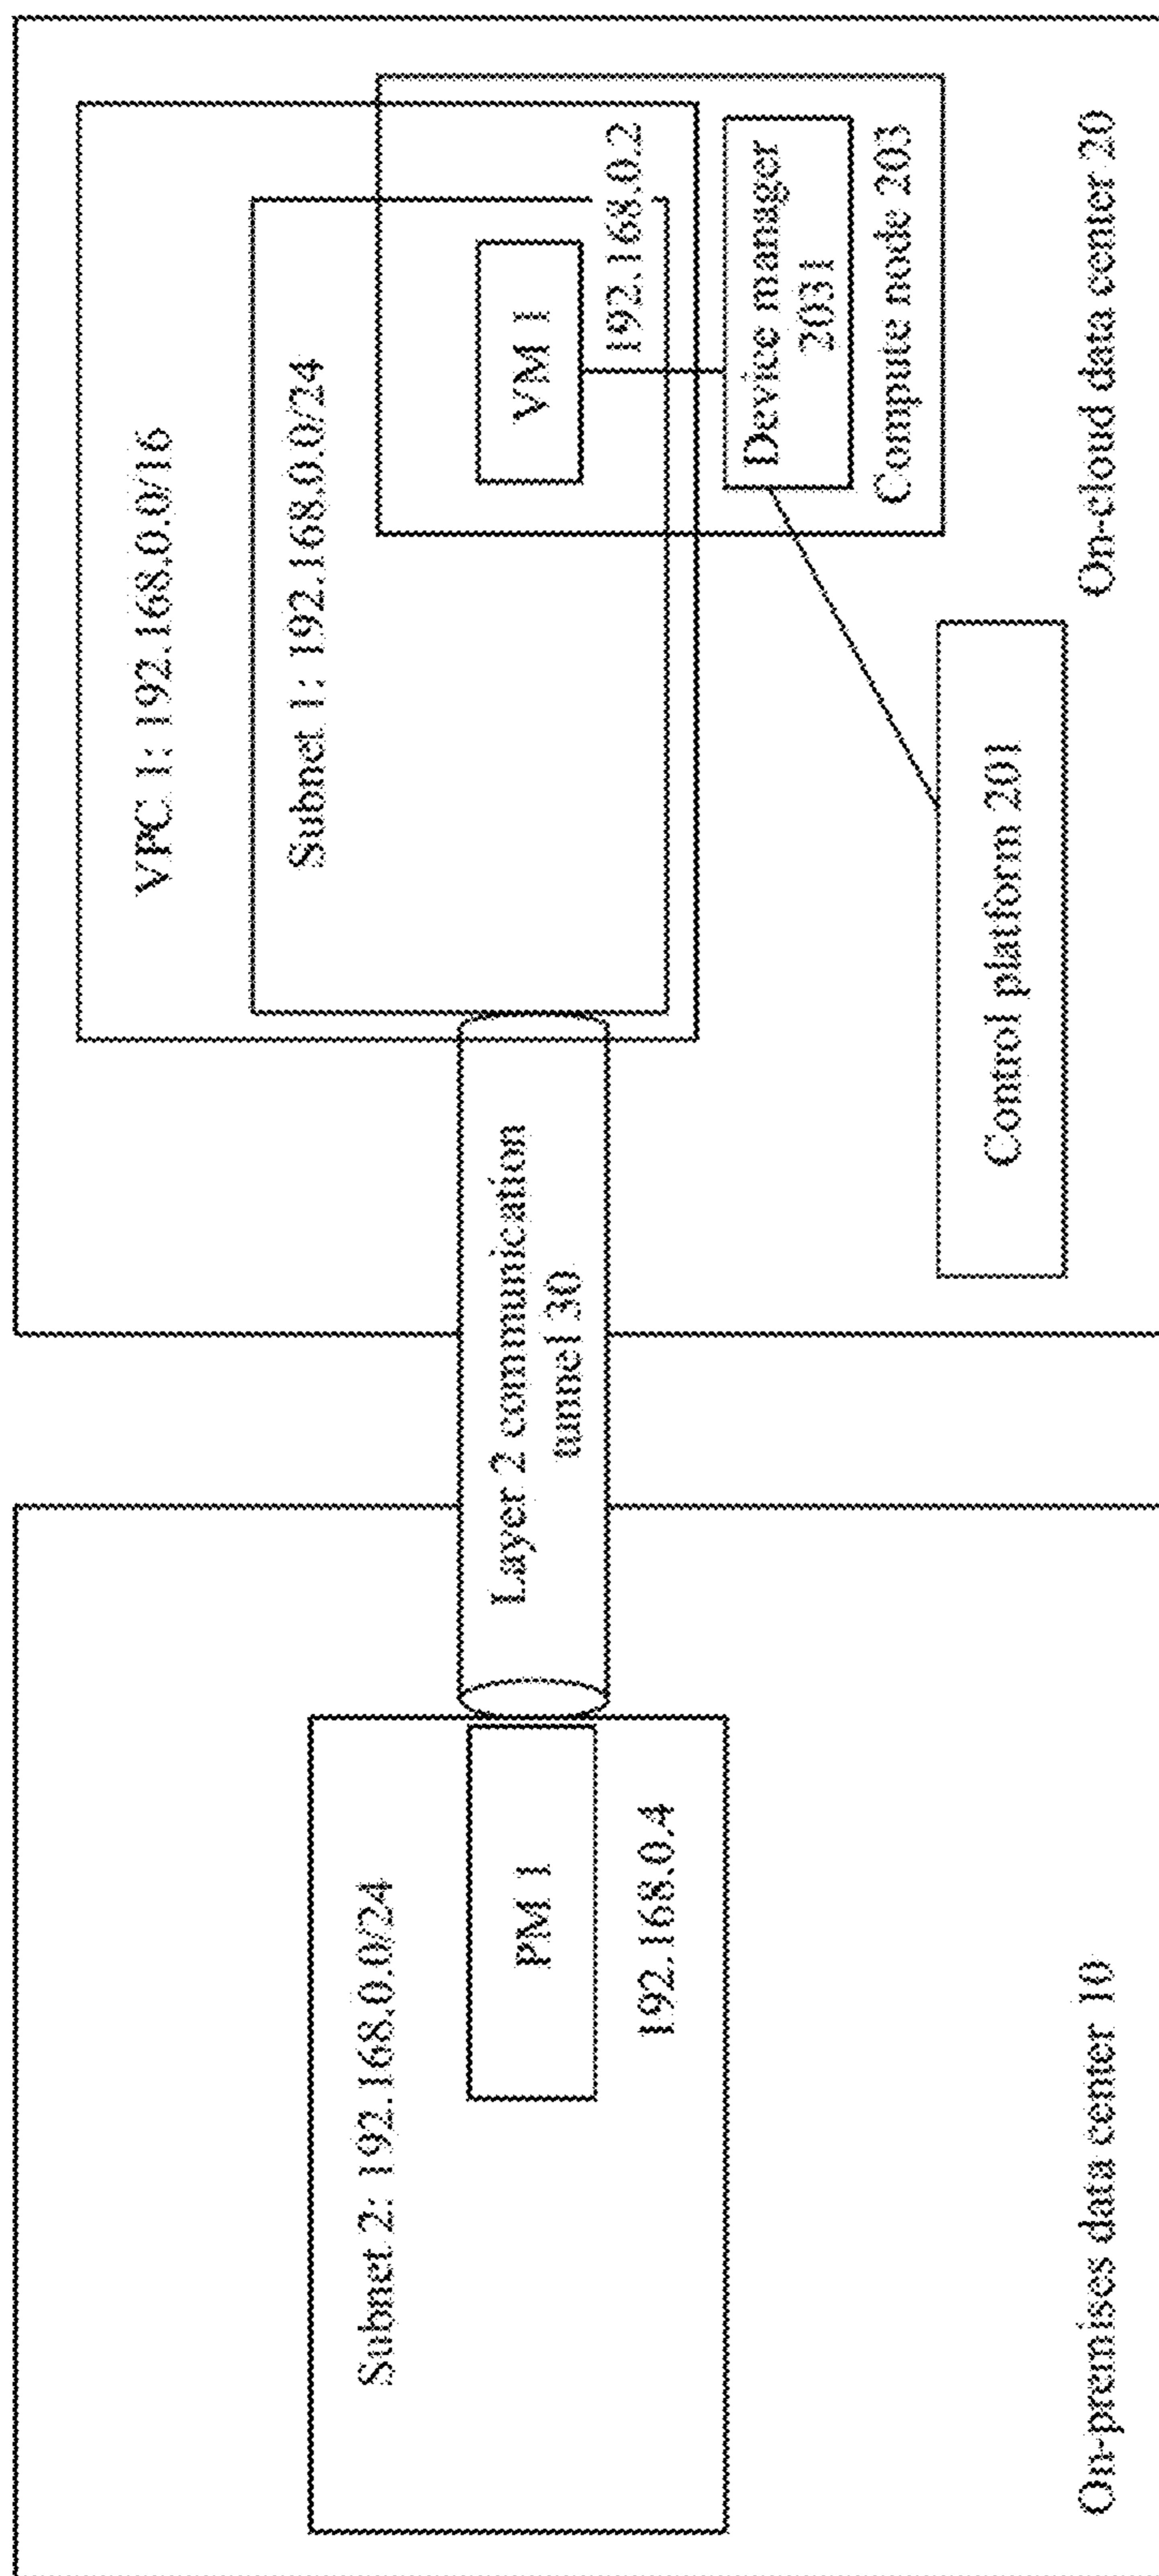 Subnet 2: 192.168.0.0/24
PM 1
192.168.0.4
On-premises data center 10
Layer 2 communication
tunnel 30
VPC 1: 192.168.0.0/16
Subnet 1: 192.168.0.0/24
VM 1
192.168.0.2
Device manager
2031
Compute node 203
Control platform 201
On-cloud data center 20